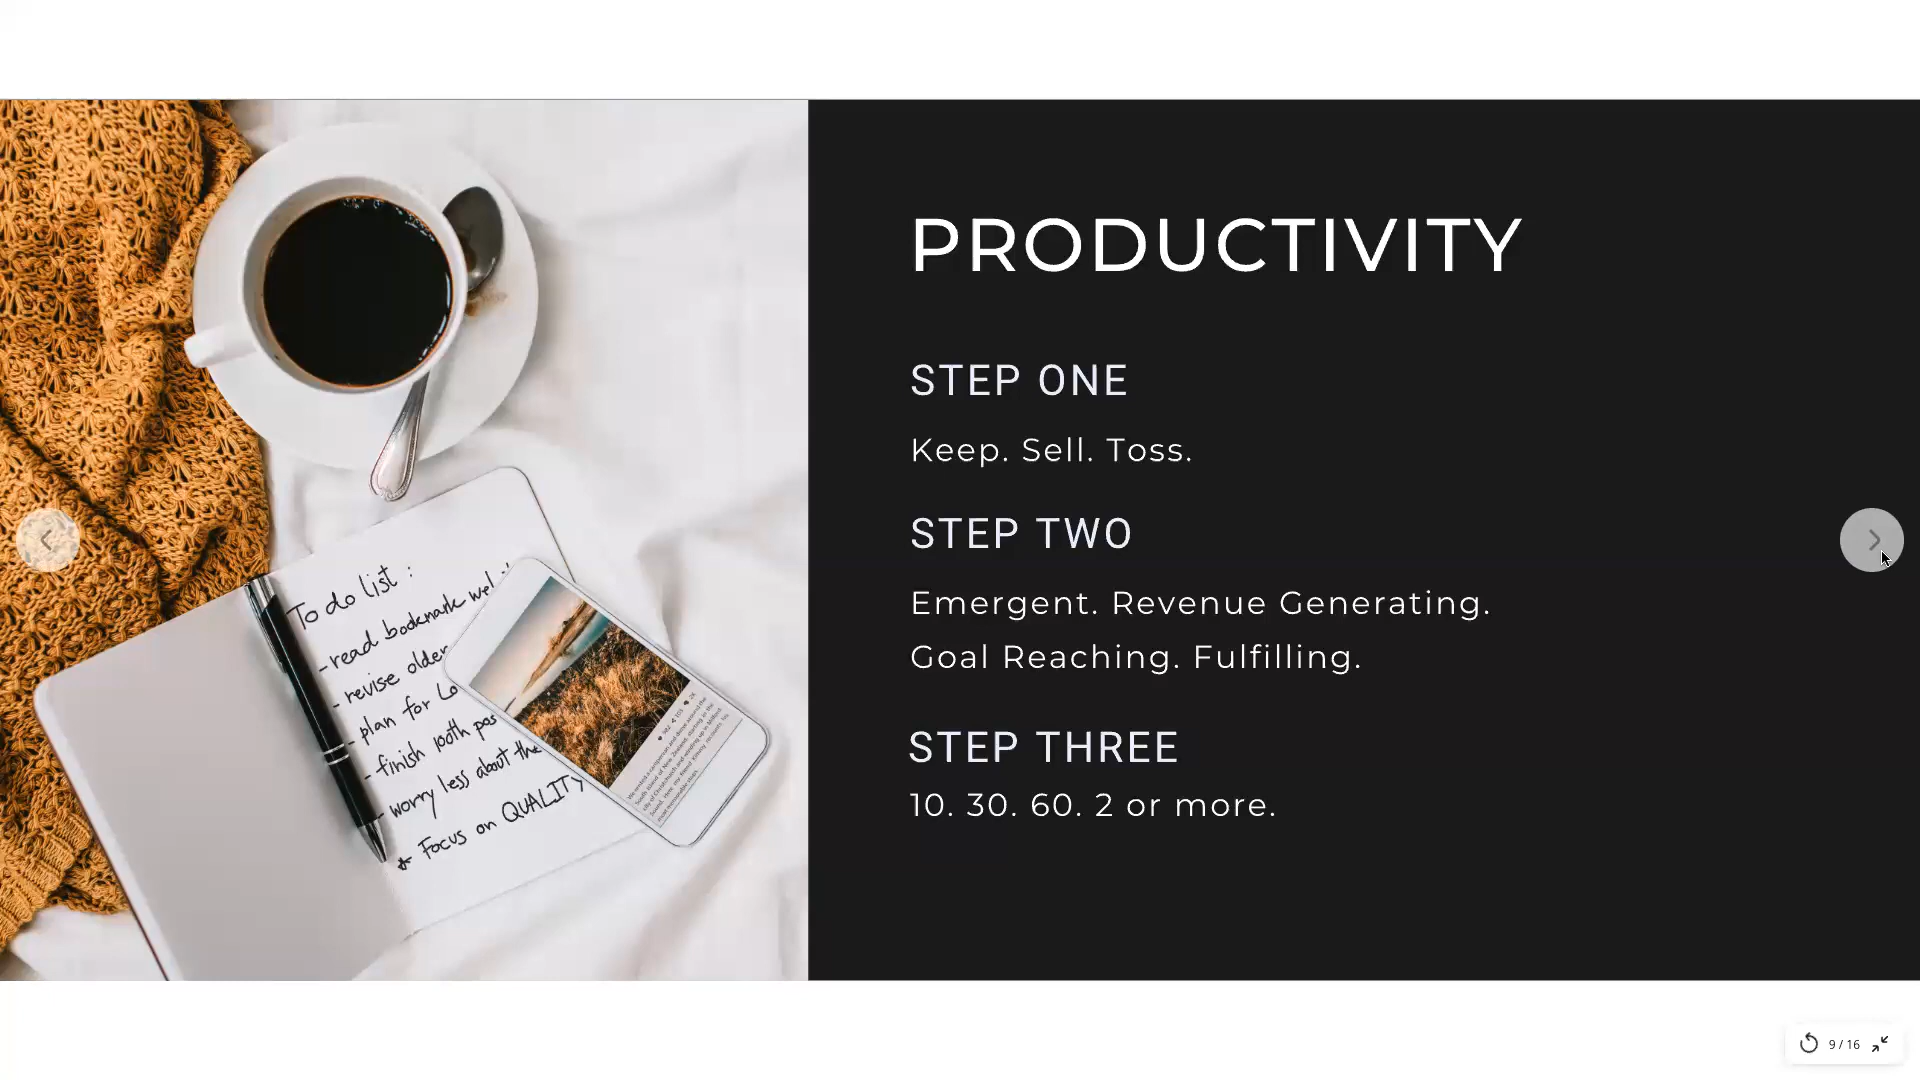 PRODUCTIVITY
STEP ONE
Keep. Sell. Toss.
STEP TWO
Emergent. Revenue Generating.
Goal Reaching. Fulfilling.
STEP THREE
10. 30. 60. 2 or more.
To do list :
-read bookmark
-revise older
-plan for Lo
-finish 100th pos
-worry less about the
* Focus on QUALITY
9 / 16